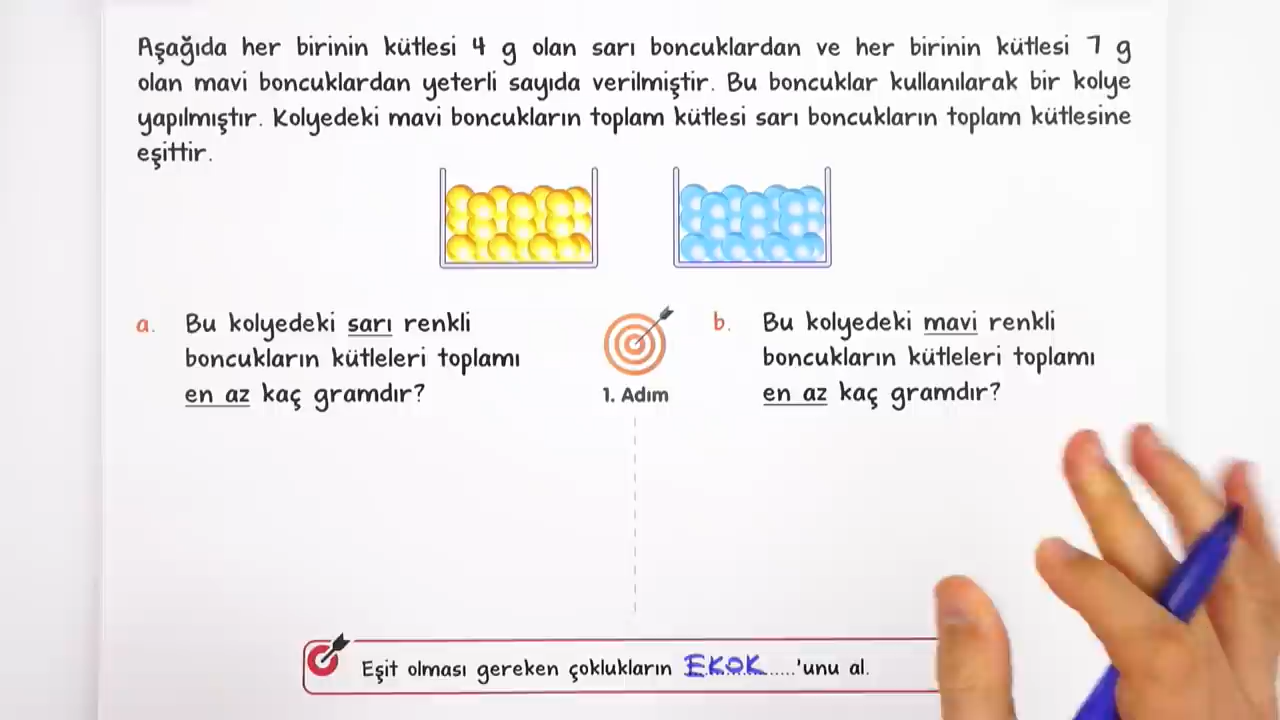 Aşağıda her birinin kütlesi 4 g olan sarı boncuklardan ve her birinin kütlesi 7 g
olan mavi boncuklardan yeterli sayıda verilmiştir. Bu boncuklar kullanılarak bir kolye
yapılmıştır. Kolyedeki mavi boncukların toplam kütlesi sarı boncukların toplam kütlesine
eşittir.
a. Bu kolyedeki sarı renkli
boncukların kütleleri toplamı
en az kaç gramdır?
1. Adım
b. Bu kolyedeki mavi renkli
boncukların kütleleri toplamı
en az kaç gramdır?
Eşit olması gereken çoklukların EKOK......'unu al.